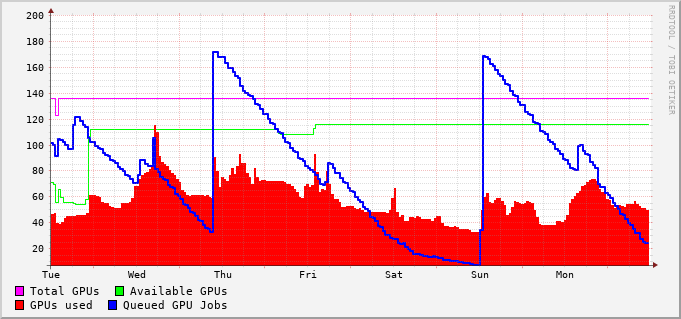 200
180
160
140
120
100
80
60
40
20
Tue Wed Thu Fri Sat Sun Mon
Total GPUs Available GPUs
GPUs used Queued GPU Jobs
RRDTOOL / TOBI OETIKER